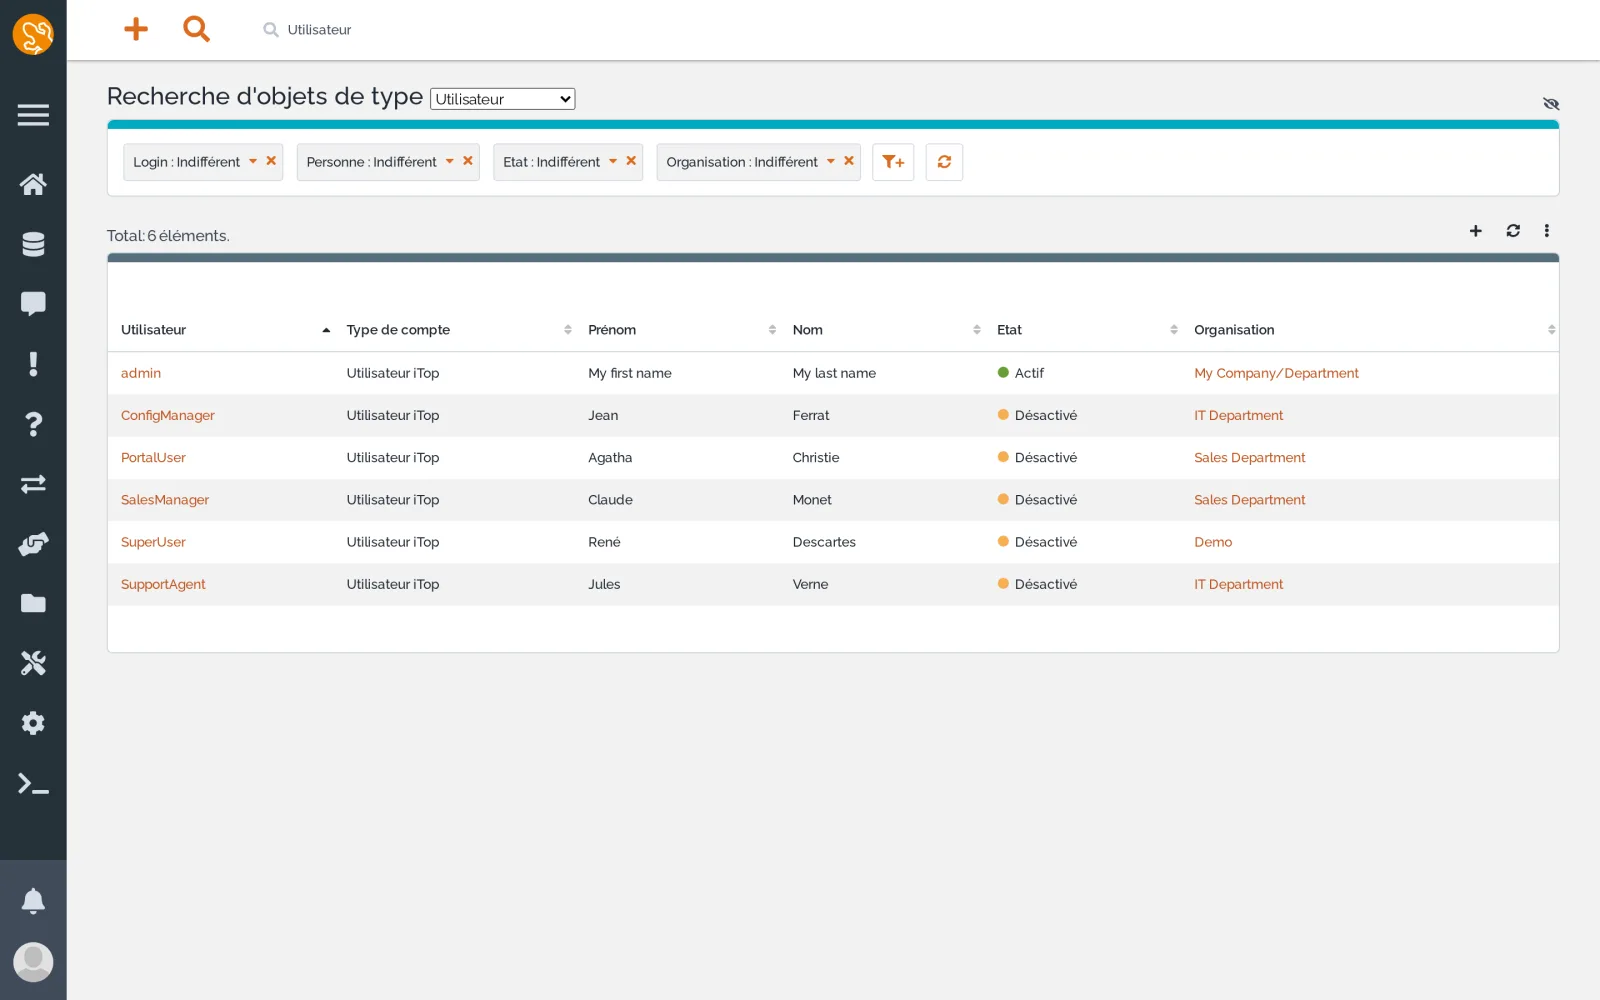 Utilisateur
Recherche d'objets de type Utilisateur
Login : Indifférent Personne : Indifférent Etat : Indifférent Organisation : Indifférent
Total: 6 éléments.
Utilisateur Type de compte Prénom Nom Etat Organisation
admin Utilisateur iTop My first name My last name Actif My Company/Department
ConfigManager Utilisateur iTop Jean Ferrat Désactivé IT Department
PortalUser Utilisateur iTop Agatha Christie Désactivé Sales Department
SalesManager Utilisateur iTop Claude Monet Désactivé Sales Department
SuperUser Utilisateur iTop René Descartes Désactivé Demo
SupportAgent Utilisateur iTop Jules Verne Désactivé IT Department